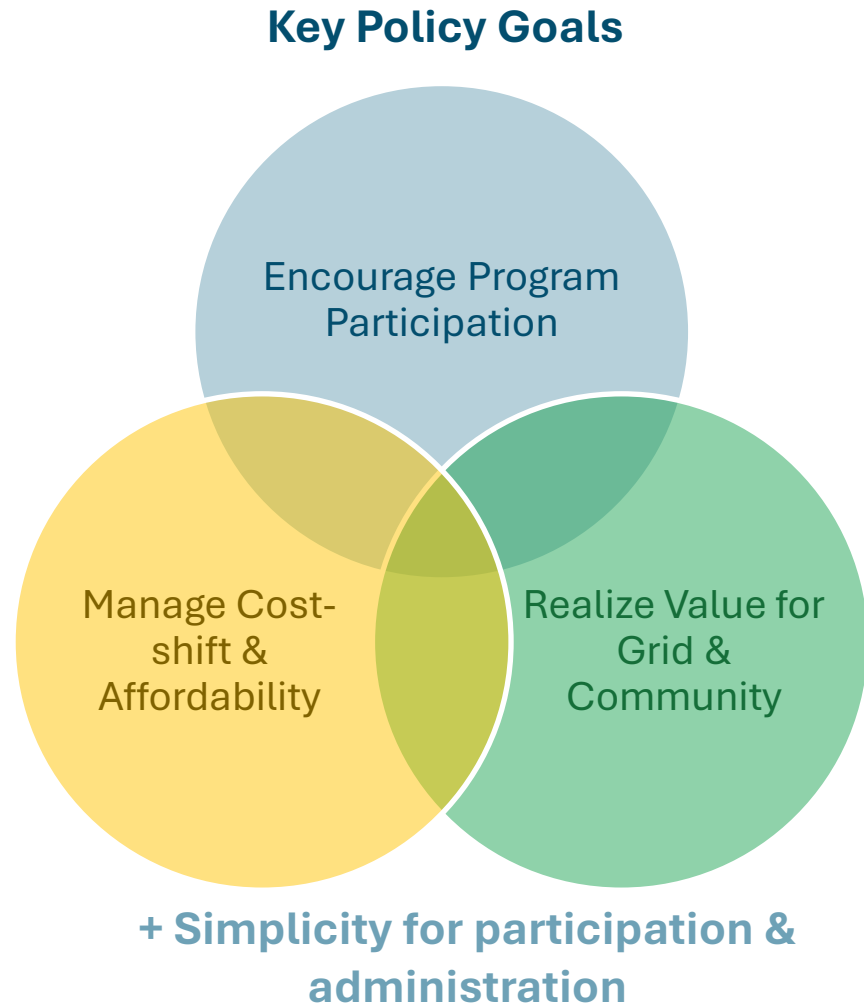 Key Policy Goals
Encourage Program
Participation
Manage Cost-
shift &
Affordability
Realize Value for
Grid &
Community
+ Simplicity for participation &
administration